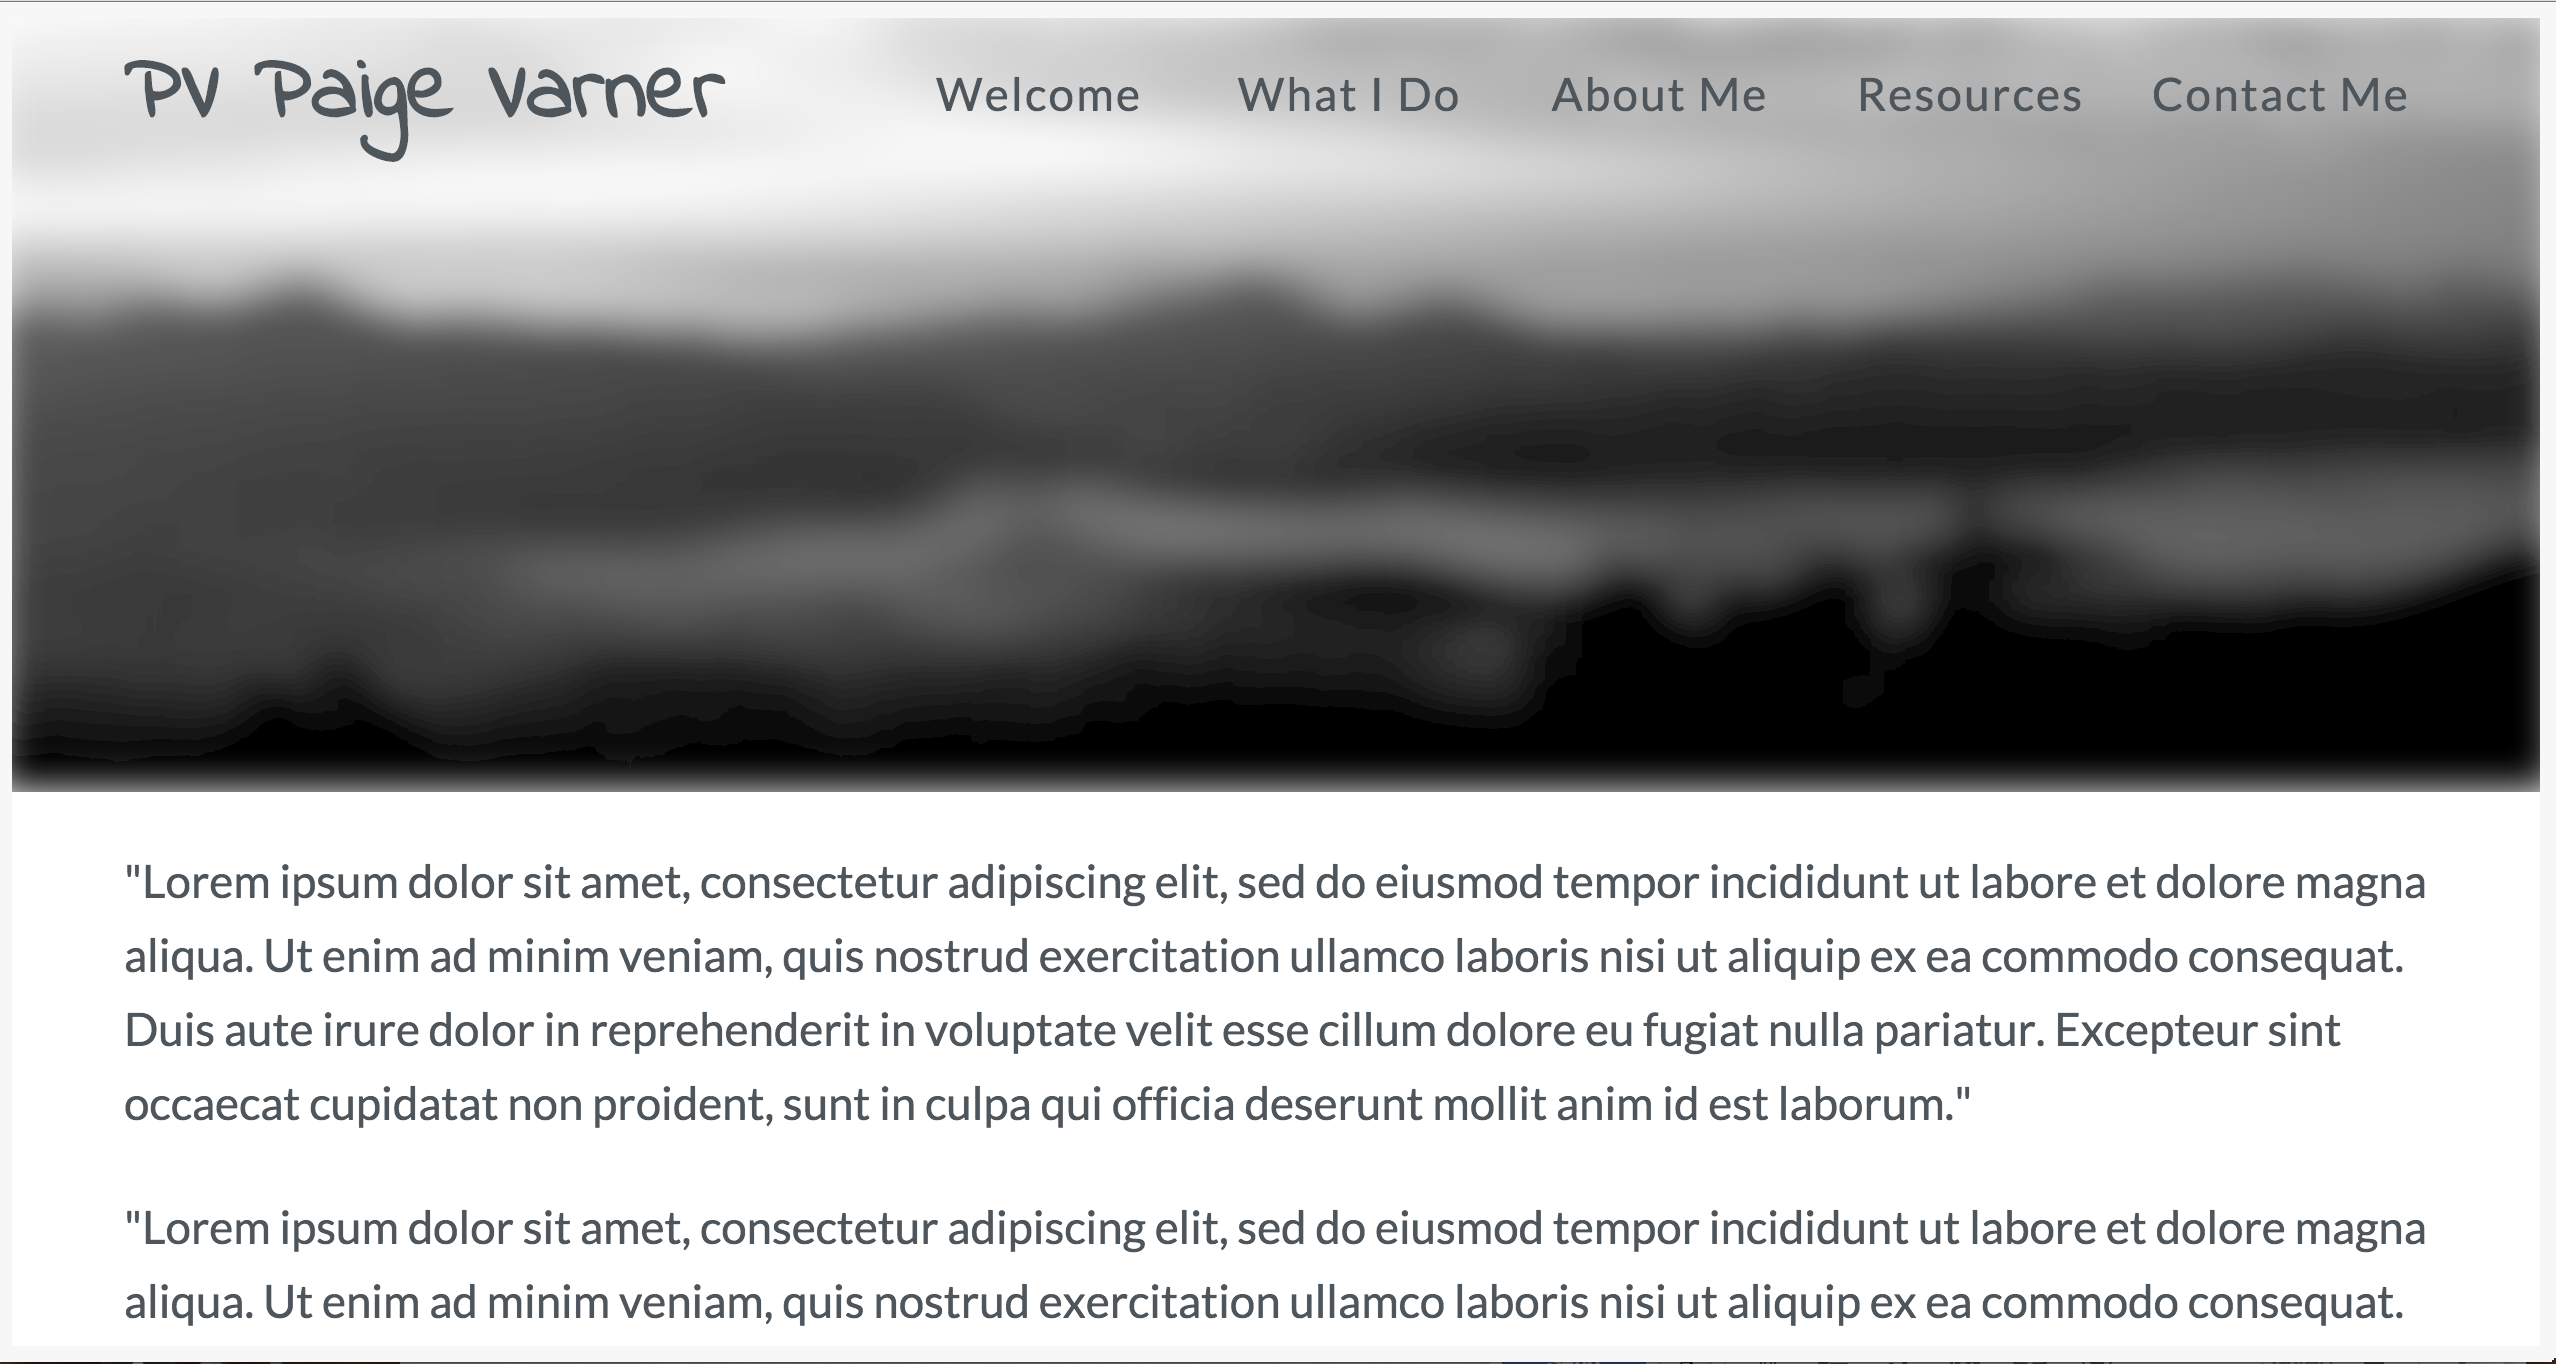 PV Paige Varner
Welcome What I Do About Me Resources Contact Me
"Lorem ipsum dolor sit amet, consectetur adipiscing elit, sed do eiusmod tempor incididunt ut labore et dolore magna
aliqua. Ut enim ad minim veniam, quis nostrud exercitation ullamco laboris nisi ut aliquip ex ea commodo consequat.
Duis aute irure dolor in reprehenderit in voluptate velit esse cillum dolore eu fugiat nulla pariatur. Excepteur sint
occaecat cupidatat non proident, sunt in culpa qui officia deserunt mollit anim id est laborum."
"Lorem ipsum dolor sit amet, consectetur adipiscing elit, sed do eiusmod tempor incididunt ut labore et dolore magna
aliqua. Ut enim ad minim veniam, quis nostrud exercitation ullamco laboris nisi ut aliquip ex ea commodo consequat.